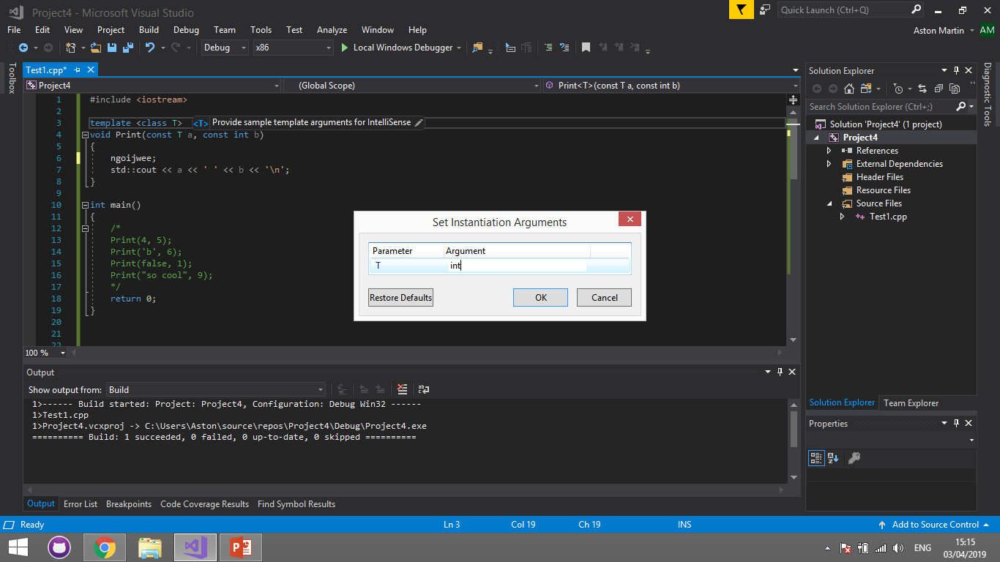 Project4 - Microsoft Visual Studio
Quick Launch (Ctrl+Q)
File Edit View Project Build Debug Team Tools Test Analyze Window Help
Aston Martin AM
Debug x86 Local Windows Debugger
Toolbox
Test1.cpp*
Project4 (Global Scope) Print<T>(const T a, const int b)
1 #include <iostream>
2
3 template <class T> <T> Provide sample template arguments for IntelliSense
4 void Print(const T a, const int b)
5 {
6 ngoijwee;
7 std::cout << a << ' ' << b << '\n';
8 }
9
10 int main()
11 {
12 /*
13 Print(4, 5);
14 Print('b', 6);
15 Print(false, 1);
16 Print("so cool", 9);
17 */
18 return 0;
19 }
20
21
22
100 %
Set Instantiation Arguments
Parameter Argument
T int
Restore Defaults OK Cancel
Solution Explorer
Search Solution Explorer (Ctrl+;)
Solution 'Project4' (1 project)
Project4
References
External Dependencies
Header Files
Resource Files
Source Files
Test1.cpp
Solution Explorer Team Explorer
Properties
Diagnostic Tools
Output
Show output from: Build
1>------ Build started: Project: Project4, Configuration: Debug Win32 ------
1>Test1.cpp
1>Project4.vcxproj -> C:\Users\Aston\source\repos\Project4\Debug\Project4.exe
========== Build: 1 succeeded, 0 failed, 0 up-to-date, 0 skipped ==========
Output Error List Breakpoints Code Coverage Results Find Symbol Results
Ready Ln 3 Col 19 Ch 19 INS Add to Source Control
ENG
15:15
03/04/2019